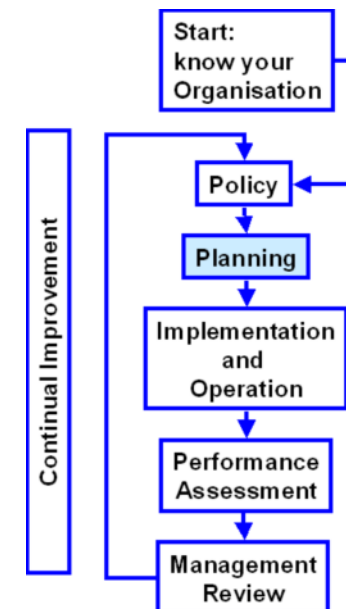 Start:
know your
Organisation
Continual Improvement
Policy
Planning
Implementation
and
Operation
Performance
Assessment
Management
Review